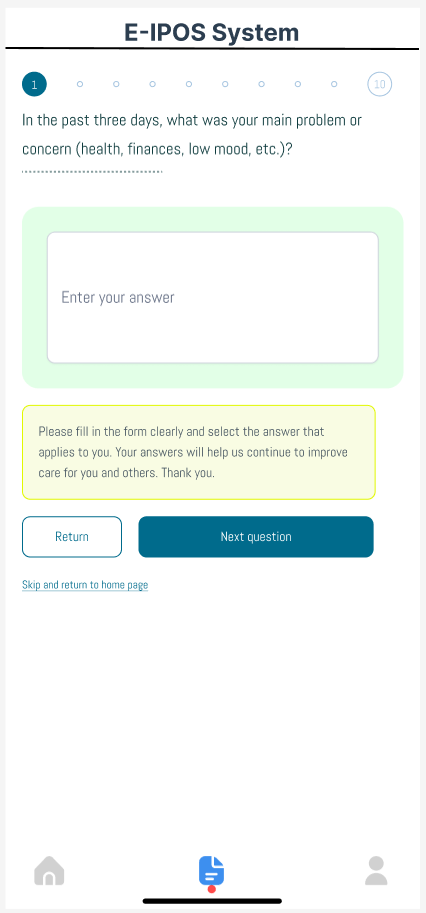 E-IPOS System
1
10
In the past three days, what was your main problem or
concern (health, finances, low mood, etc.)?
Enter your answer
Please fill in the form clearly and select the answer that
applies to you. Your answers will help us continue to improve
care for you and others. Thank you.
Return
Next question
Skip and return to home page